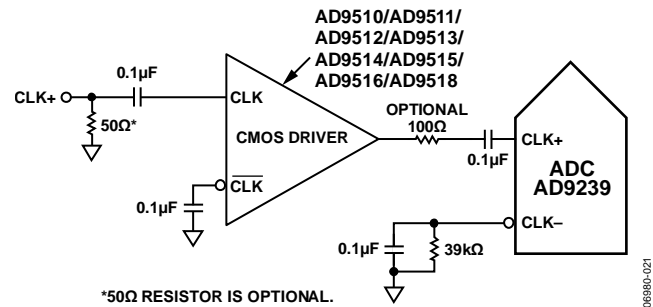 AD9510/AD9511/
AD9512/AD9513/
AD9514/AD9515/
AD9516/AD9518
0.1µF
CLK+
CLK
50Ω*
CMOS DRIVER
OPTIONAL
100Ω
0.1µF
CLK+
ADC
AD9239
CLK
0.1µF
CLK–
0.1µF
39kΩ
*50Ω RESISTOR IS OPTIONAL.
06980-021